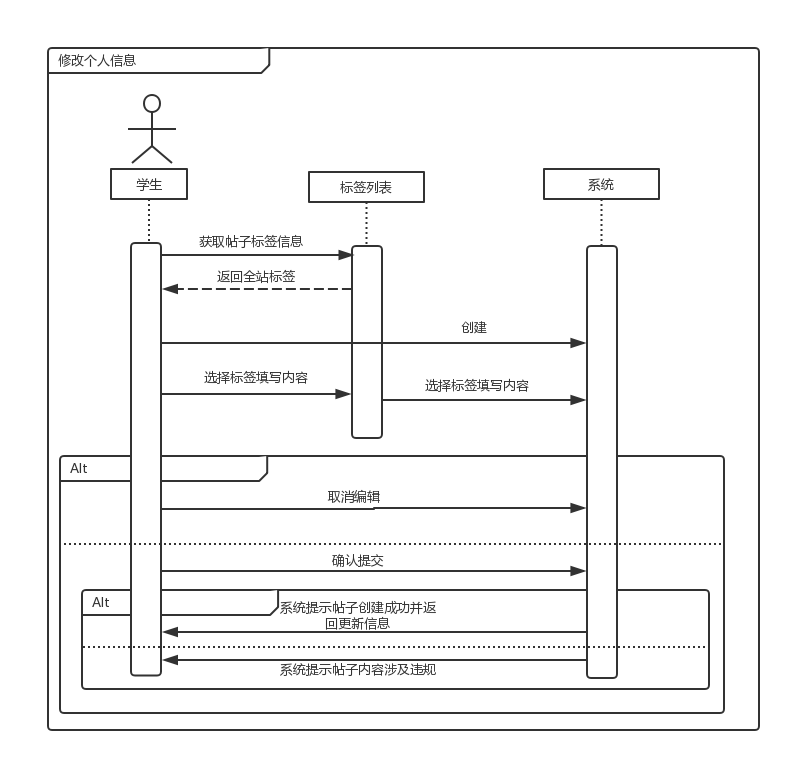 修改个人信息
学生
标签列表
系统
获取帖子标签信息
返回全站标签
创建
选择标签填写内容
选择标签填写内容
Alt
取消编辑
确认提交
Alt
系统提示帖子创建成功并返
回更新信息
系统提示帖子内容涉及违规